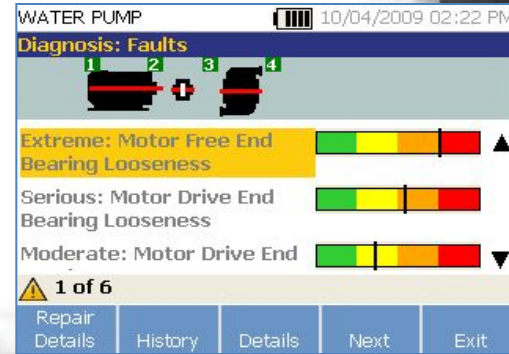 WATER PUMP 10/04/2009 02:22 PM
Diagnosis: Faults
1 2 3 4
Extreme: Motor Free End
Bearing Looseness
Serious: Motor Drive End
Bearing Looseness
Moderate: Motor Drive End
1 of 6
Repair
Details
History
Details
Next
Exit